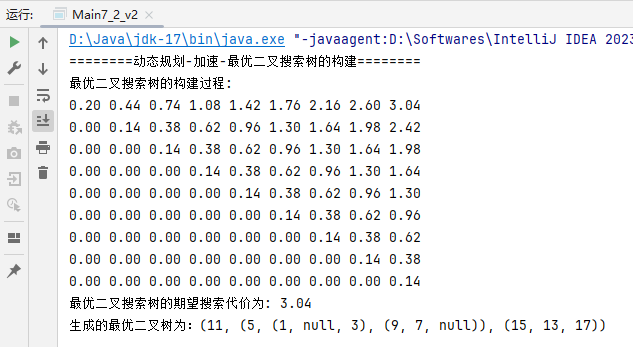 运行: Main7_2_v2
D:\Java\jdk-17\bin\java.exe "-javaagent:D:\Softwares\IntelliJ IDEA 2023
========动态规划-加速-最优二叉搜索树的构建========
最优二叉搜索树的构建过程:
0.20 0.44 0.74 1.08 1.42 1.76 2.16 2.60 3.04
0.00 0.14 0.38 0.62 0.96 1.30 1.64 1.98 2.42
0.00 0.00 0.14 0.38 0.62 0.96 1.30 1.64 1.98
0.00 0.00 0.00 0.14 0.38 0.62 0.96 1.30 1.64
0.00 0.00 0.00 0.00 0.14 0.38 0.62 0.96 1.30
0.00 0.00 0.00 0.00 0.00 0.14 0.38 0.62 0.96
0.00 0.00 0.00 0.00 0.00 0.00 0.14 0.38 0.62
0.00 0.00 0.00 0.00 0.00 0.00 0.00 0.14 0.38
0.00 0.00 0.00 0.00 0.00 0.00 0.00 0.00 0.14
最优二叉搜索树的期望搜索代价为: 3.04
生成的最优二叉树为: (11, (5, (1, null, 3), (9, 7, null)), (15, 13, 17))